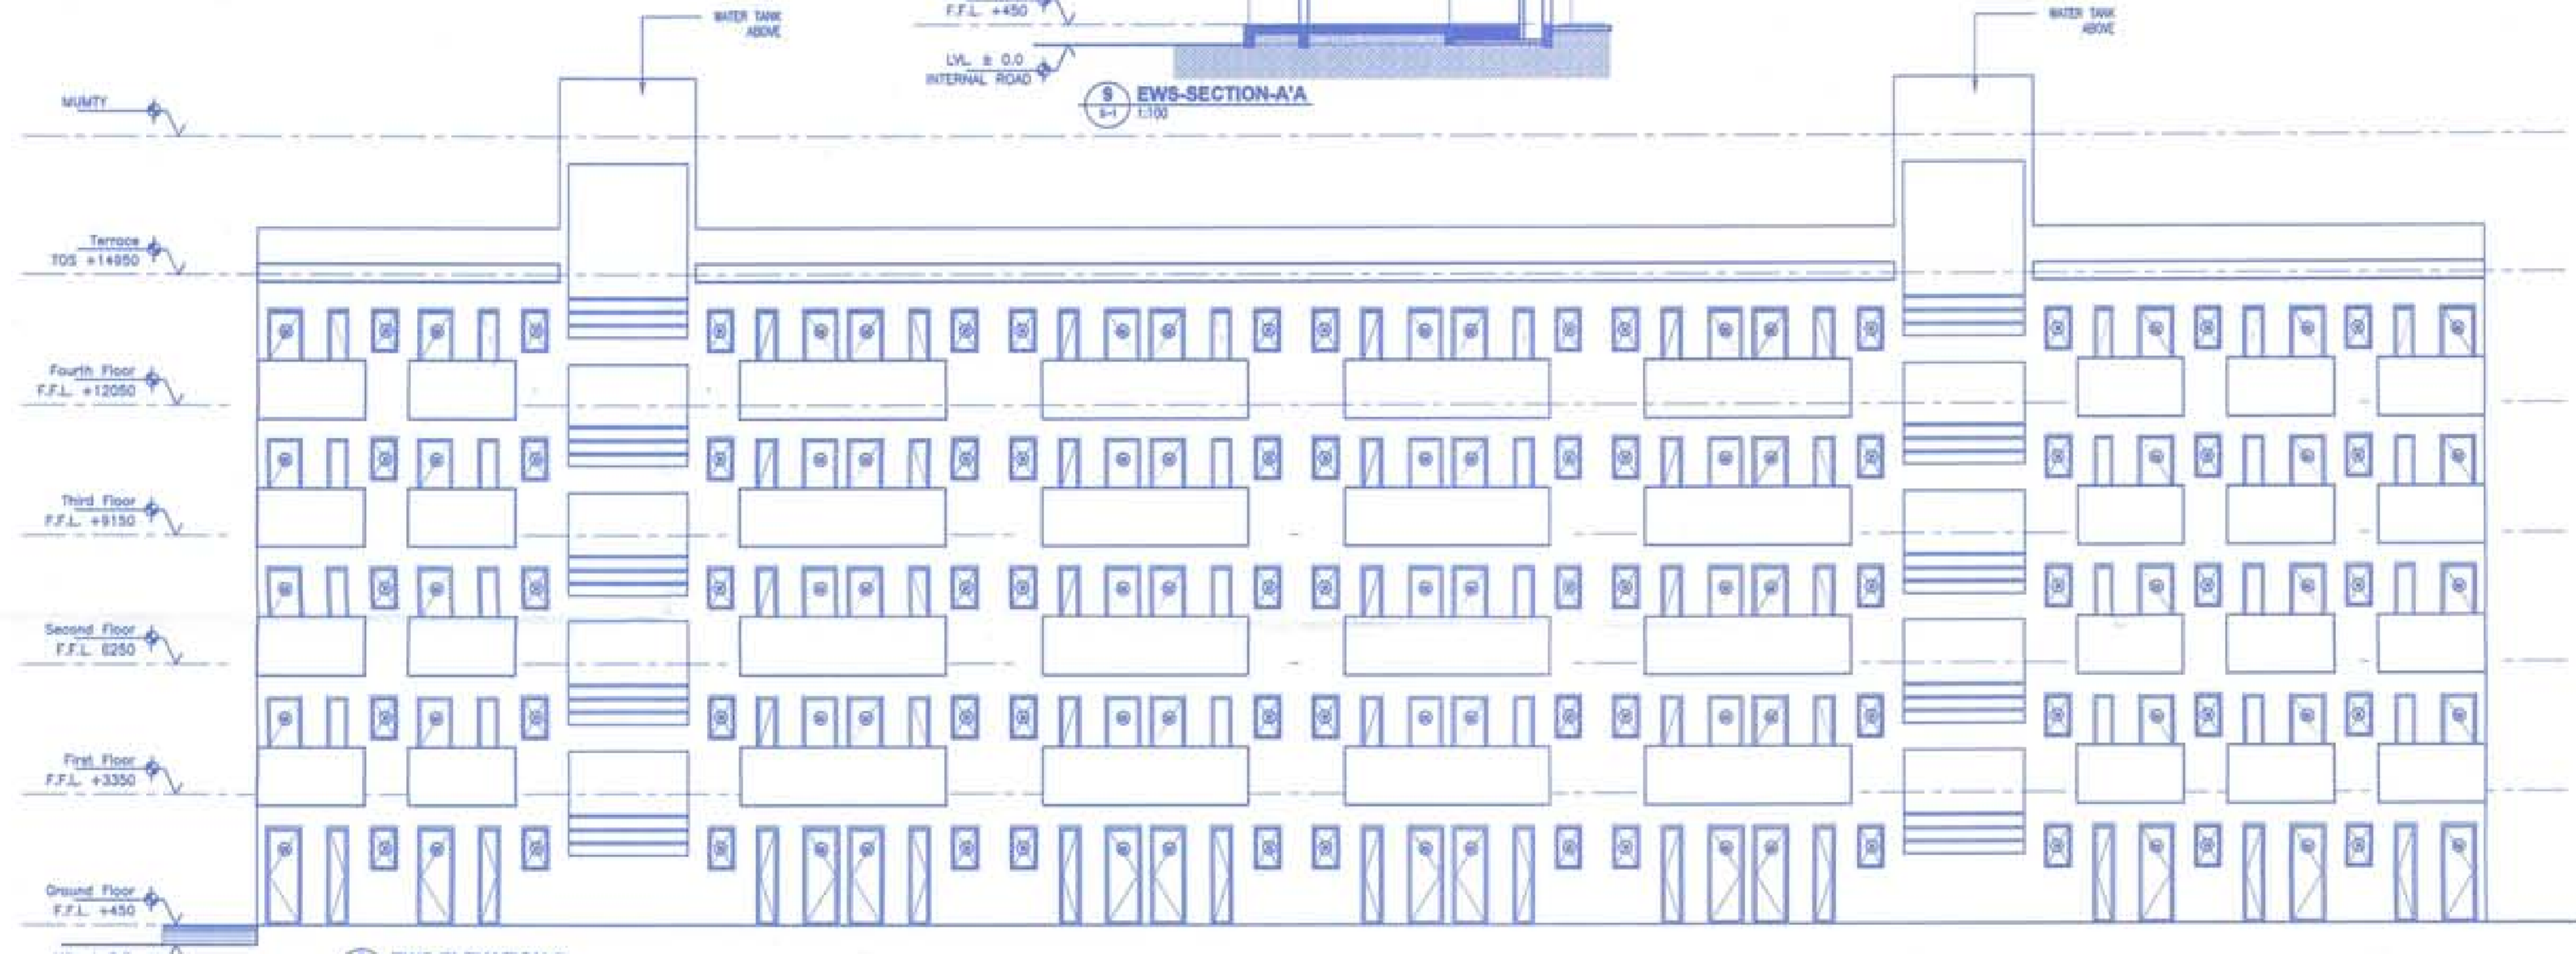 WATER TANK
ABOVE
F.F.L. +450
LVL. ± 0.0
INTERNAL ROAD
S
S-1
EWS-SECTION-A'A
1:100
WATER TANK
ABOVE
MUMTY
Terrace
TOS +14950
Fourth Floor
F.F.L. +12050
Third Floor
F.F.L. +9150
Second Floor
F.F.L. 6250
First Floor
F.F.L. +3350
Ground Floor
F.F.L. +450